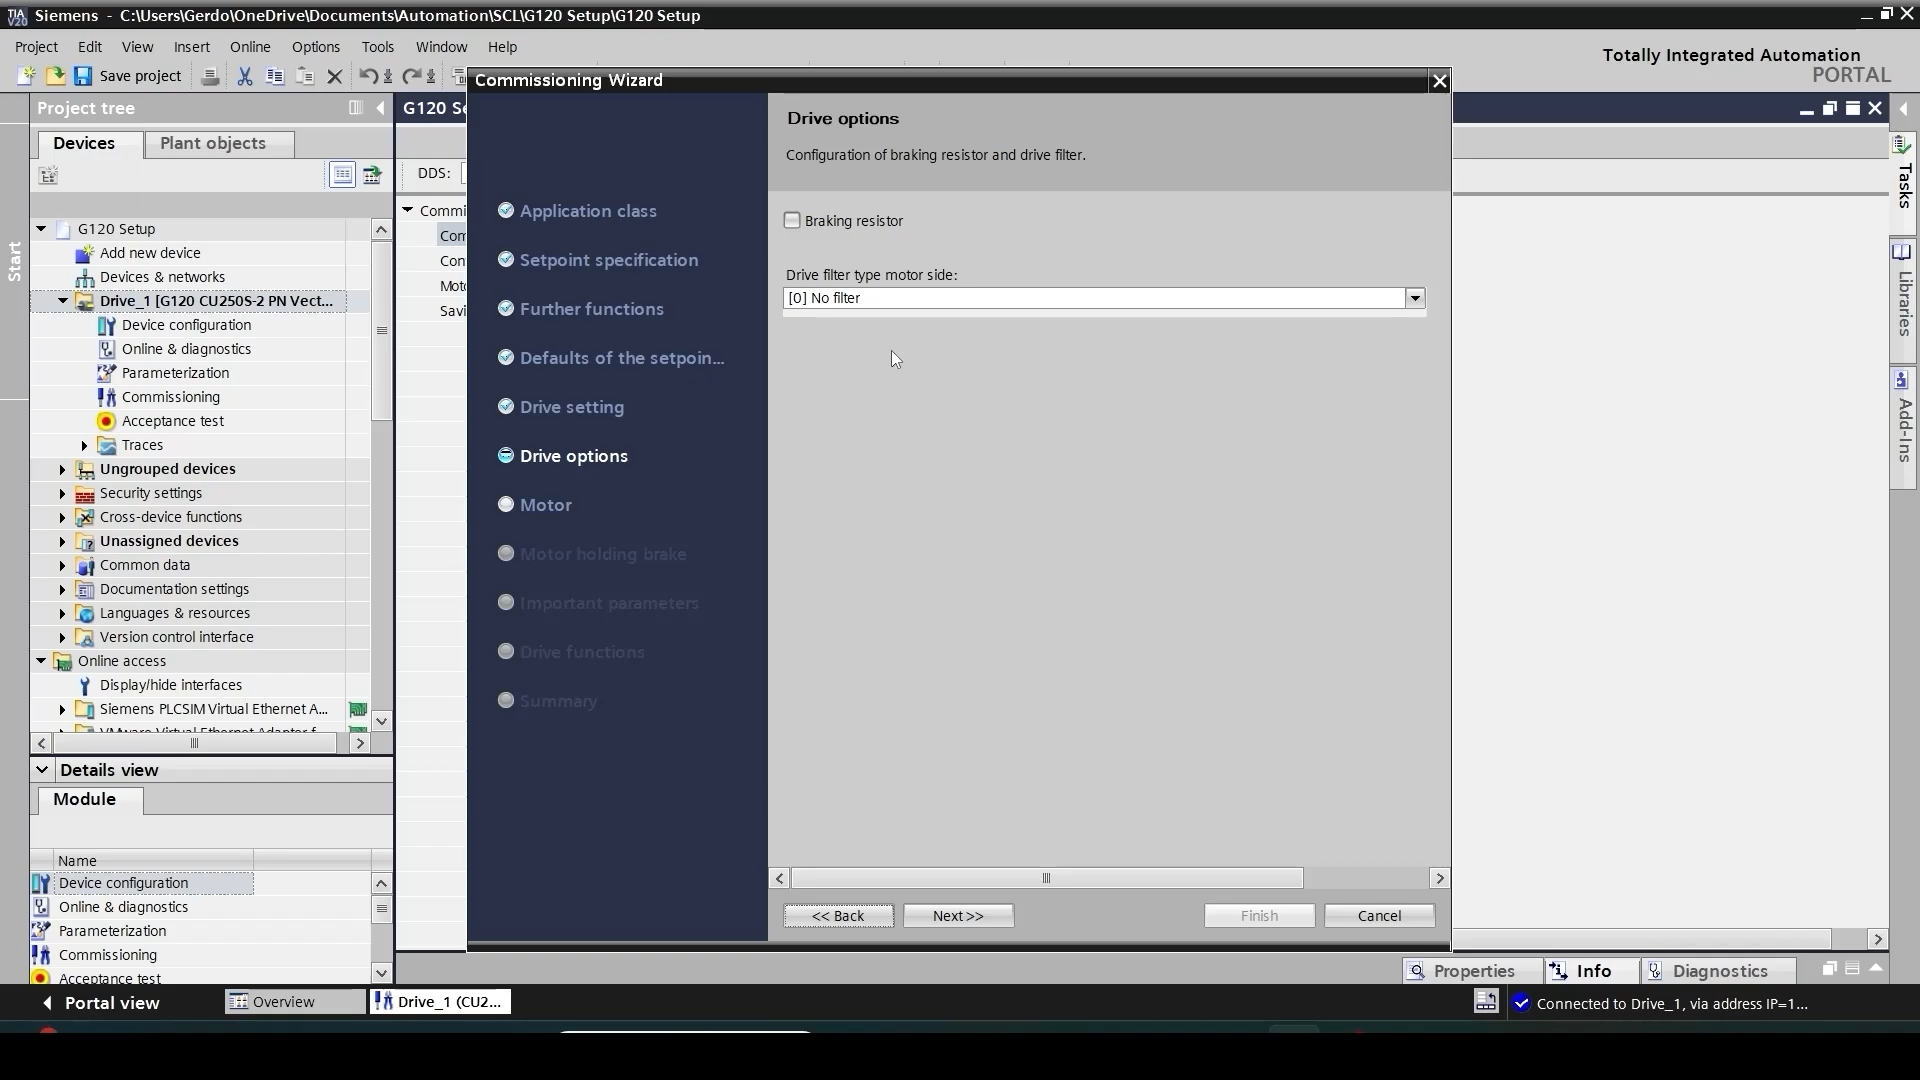 Siemens - C:\Users\Gerdo\OneDrive\Documents\Automation\SCL\G120 Setup\G120 Setup
Project Edit View Insert Online Options Tools Window Help
Totally Integrated Automation
PORTAL
Save project
Commissioning Wizard
Project tree
G120 Se
Devices
Plant objects
DDS:
Start
G120 Setup
Add new device
Devices & networks
Drive_1 [G120 CU250S-2 PN Vect...
Device configuration
Online & diagnostics
Parameterization
Commissioning
Acceptance test
Traces
Ungrouped devices
Security settings
Cross-device functions
Unassigned devices
Common data
Documentation settings
Languages & resources
Version control interface
Online access
Display/hide interfaces
Siemens PLCSIM Virtual Ethernet A...
Details view
Module
Name
Device configuration
Online & diagnostics
Parameterization
Commissioning
Acceptance test
Commi
Com
Con
Moto
Savi
Application class
Setpoint specification
Further functions
Defaults of the setpoin...
Drive setting
Drive options
Motor
Motor holding brake
Important parameters
Drive functions
Summary
Drive options
Configuration of braking resistor and drive filter.
Braking resistor
Drive filter type motor side:
[0] No filter
<< Back
Next >>
Finish
Cancel
Tasks
Libraries
Add-Ins
Properties
Info
Diagnostics
Portal view
Overview
Drive_1 (CU2...
Connected to Drive_1, via address IP=1...